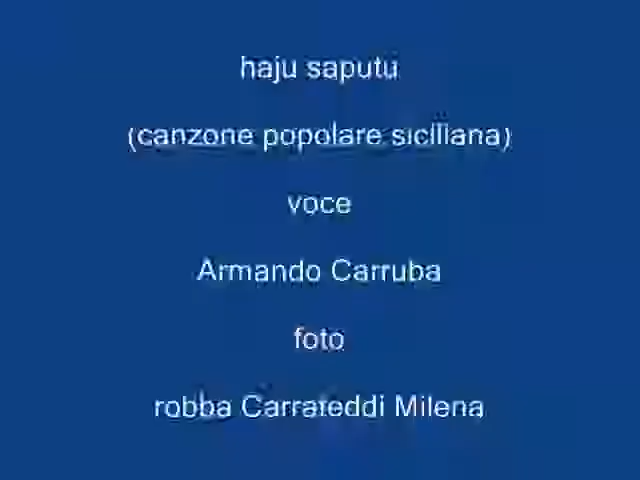 haju saputu
(canzone popolare siciliana)
voce
Armando Carruba
foto
robba Carrateddi Milena